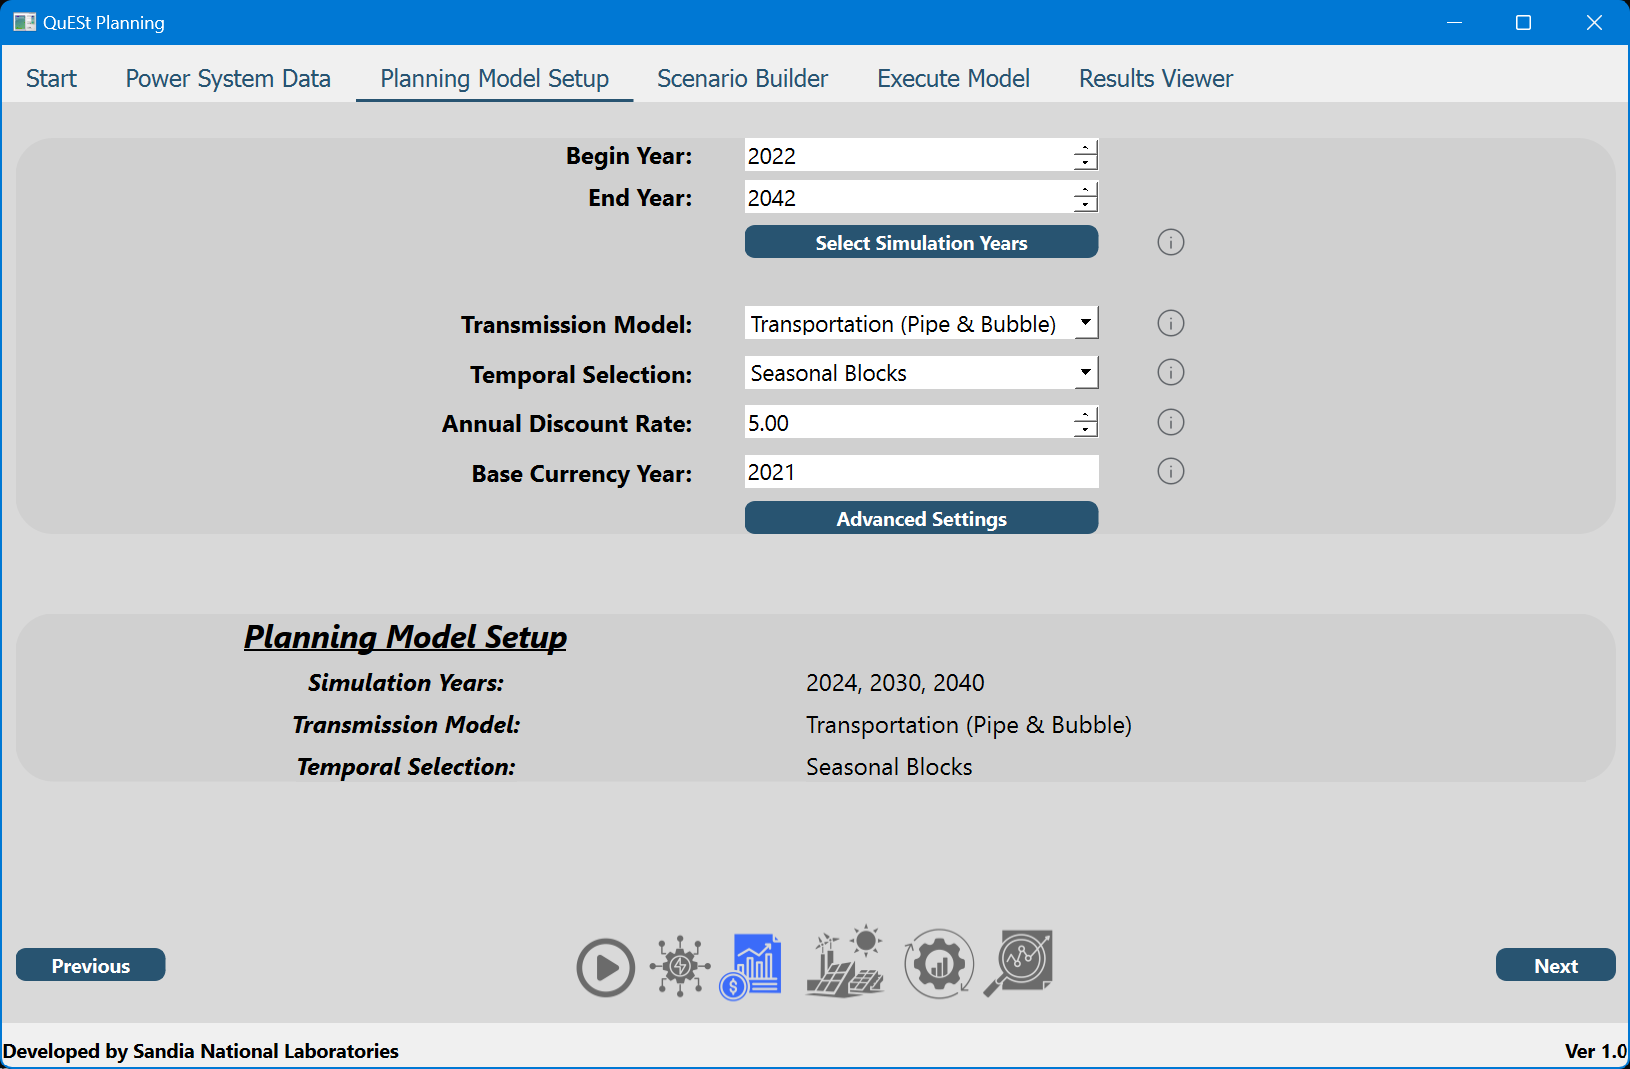 QuESt Planning
Start Power System Data Planning Model Setup Scenario Builder Execute Model Results Viewer
Begin Year: 2022
End Year: 2042
Select Simulation Years
Transmission Model: Transportation (Pipe & Bubble)
Temporal Selection: Seasonal Blocks
Annual Discount Rate: 5.00
Base Currency Year: 2021
Advanced Settings
Planning Model Setup
Simulation Years: 2024, 2030, 2040
Transmission Model: Transportation (Pipe & Bubble)
Temporal Selection: Seasonal Blocks
Previous Next
Developed by Sandia National Laboratories Ver 1.0